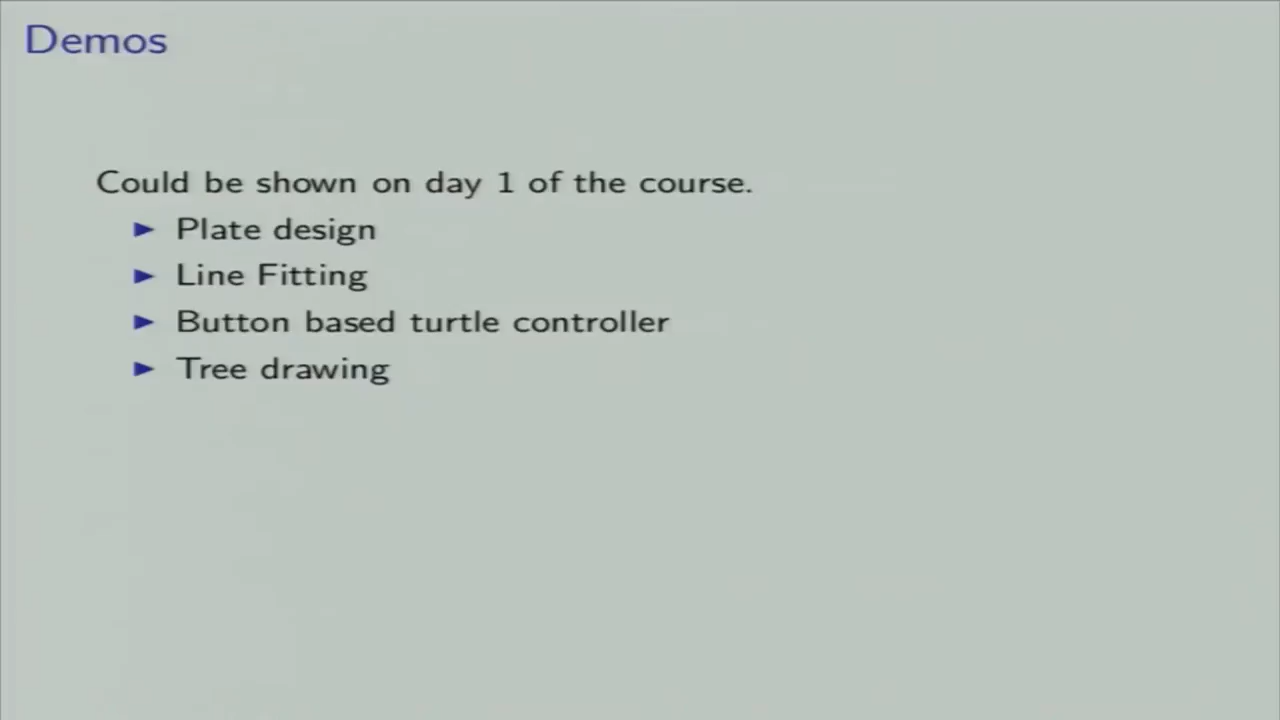 Demos
Could be shown on day 1 of the course.
Plate design
Line Fitting
Button based turtle controller
Tree drawing